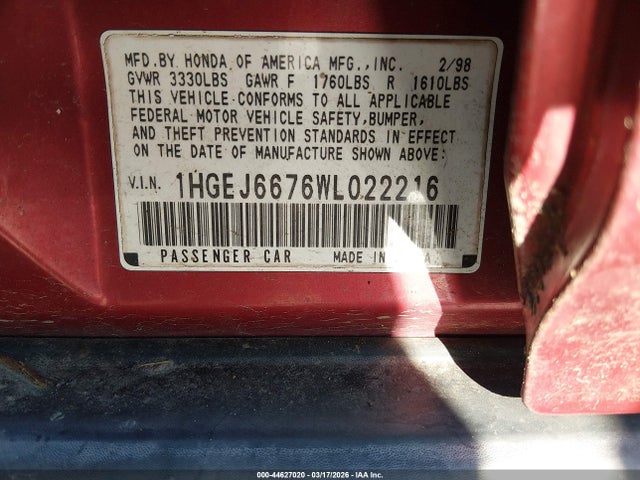 MFD.BY HONDA OF AMERICA MFG.,INC. 2/98
GVWR 3330LBS GAWR F 1760LBS R 1610LBS
THIS VEHICLE CONFORMS TO ALL APPLICABLE
FEDERAL MOTOR VEHICLE SAFETY,BUMPER,
AND THEFT PREVENTION STANDARDS IN EFFECT
ON THE DATE OF MANUFACTURE SHOWN ABOVE:
V.I.N. 1HGEJ6676WL022216
PASSENGER CAR MADE IN
000-44627020 | 03/17/2026 | IAA Inc.